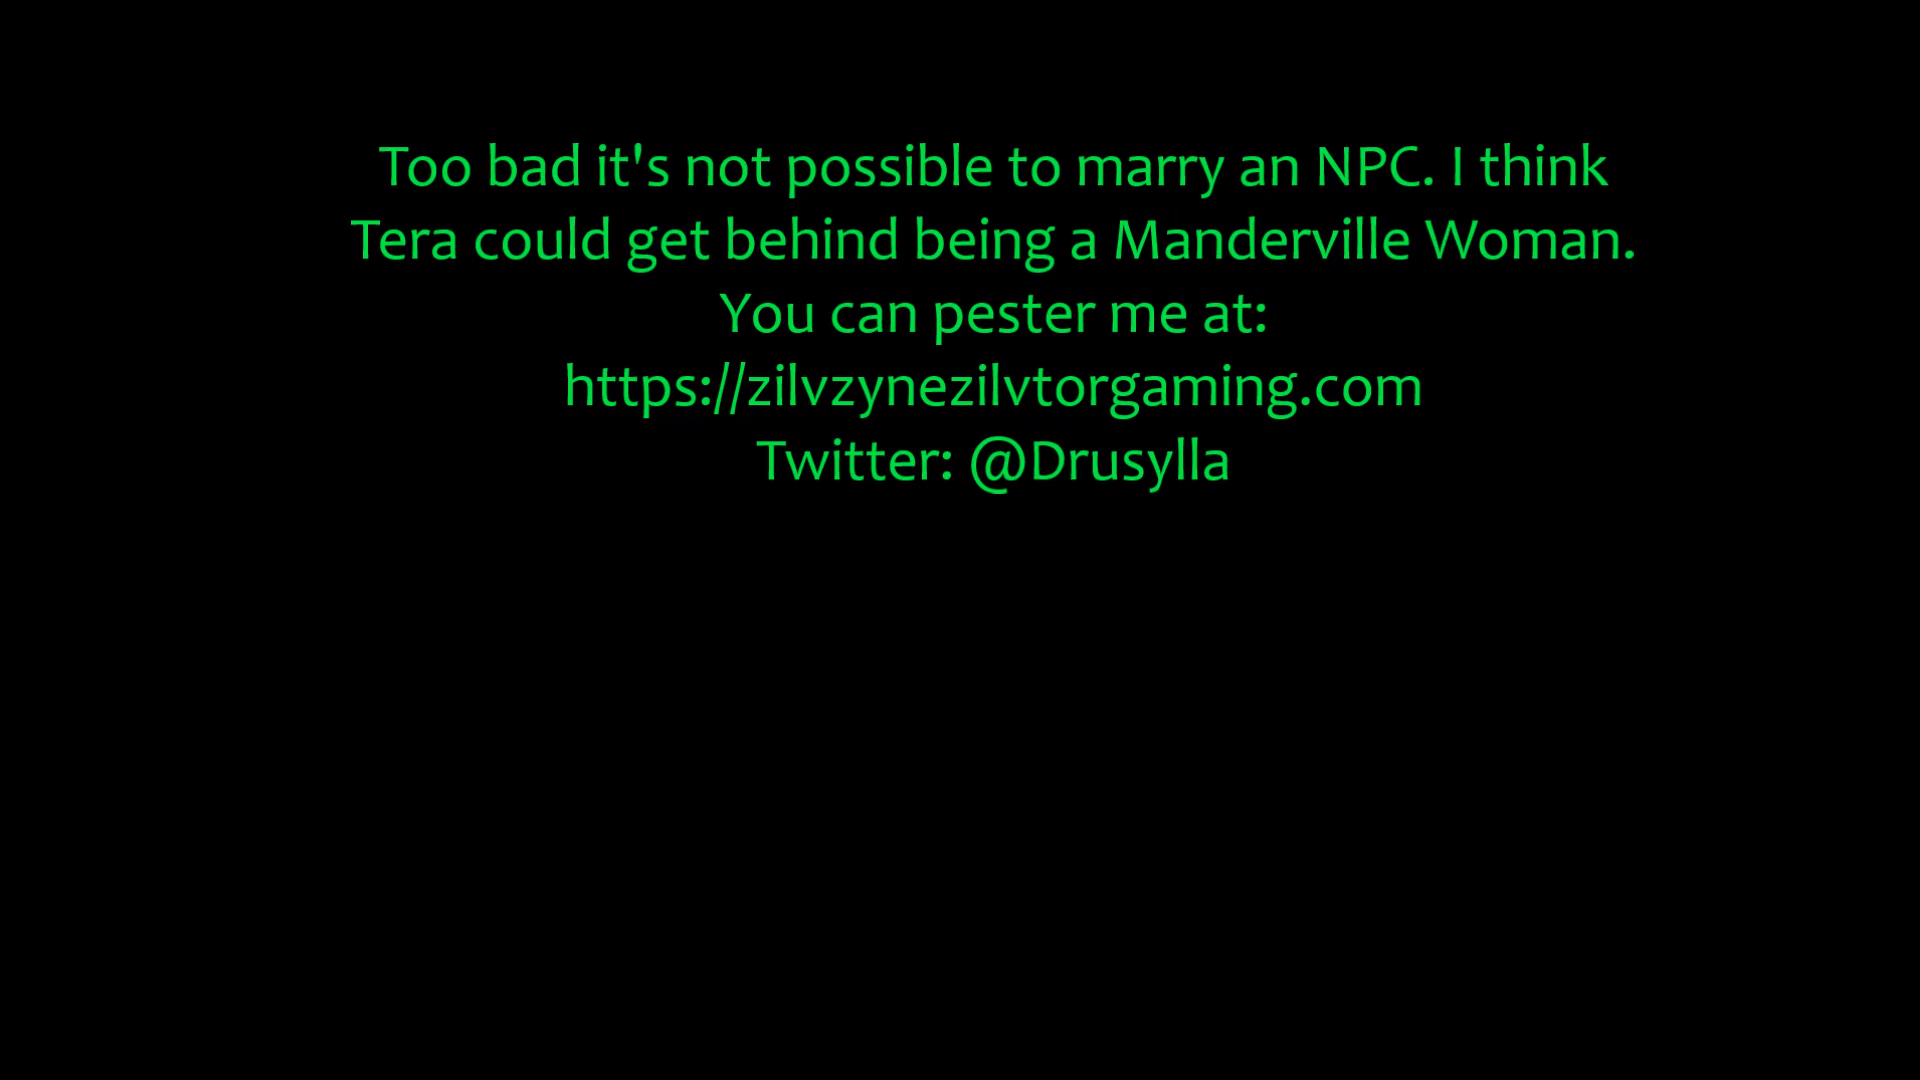 Too bad it's not possible to marry an NPC. I think
Tera could get behind being a Manderville Woman.
You can pester me at:
https://zilvzynezilvtorgaming.com
Twitter: @Drusylla